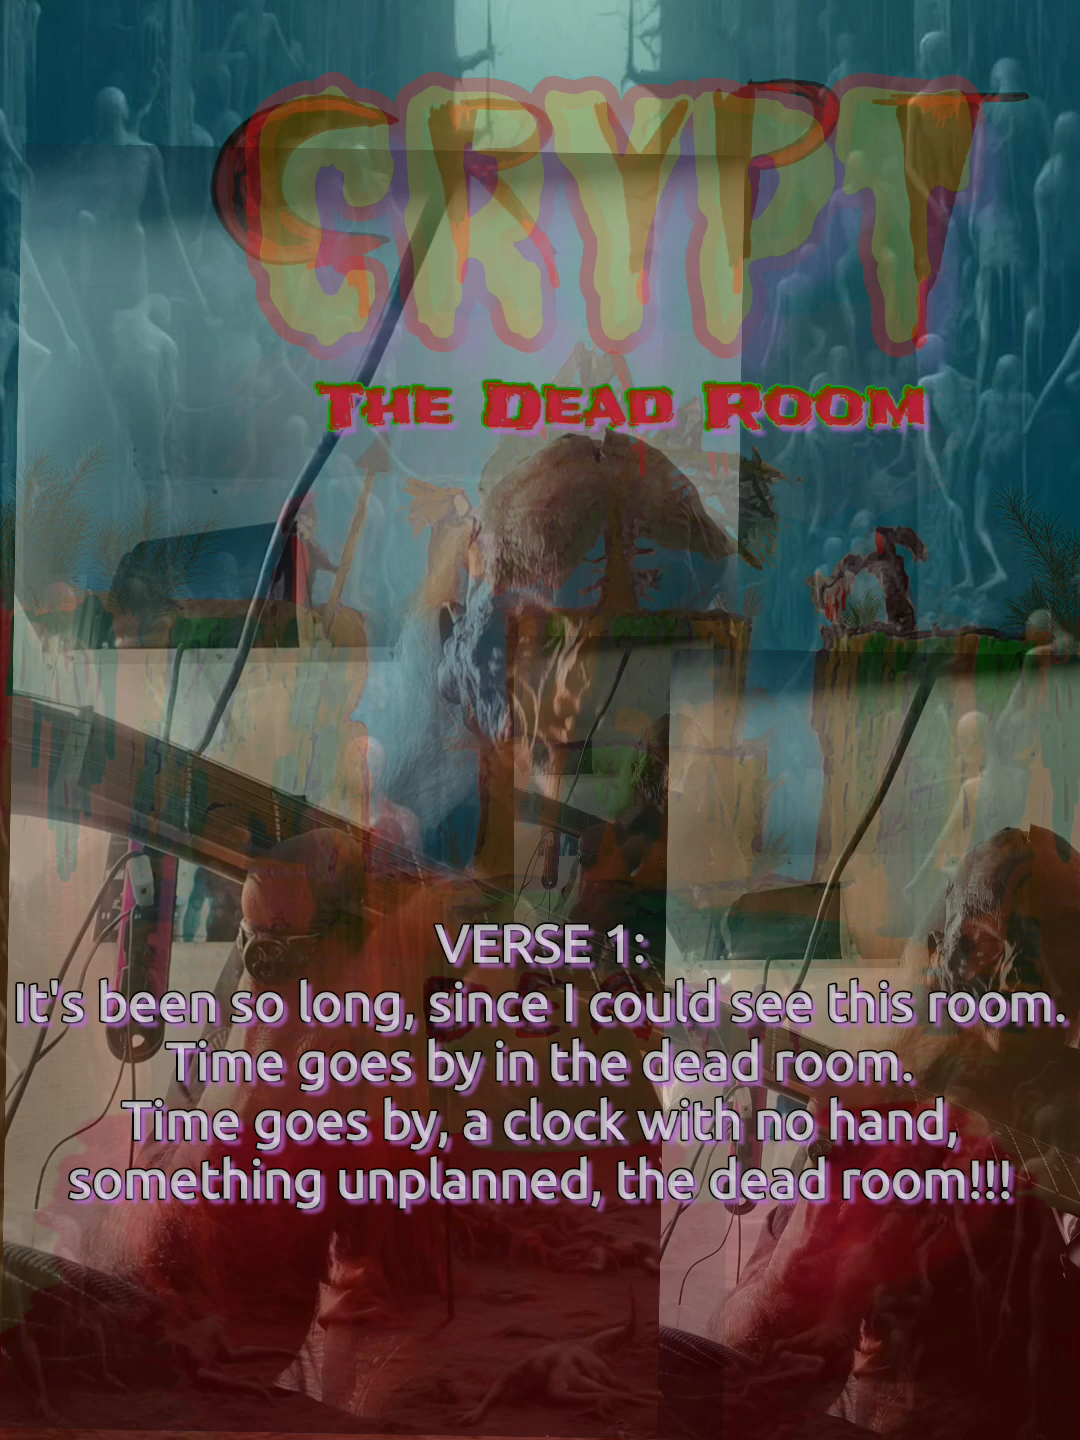 CRYPT
The Dead Room
VERSE 1:
It's been so long, since I could see this room.
Time goes by in the dead room.
Time goes by, a clock with no hand,
something unplanned, the dead room!!!